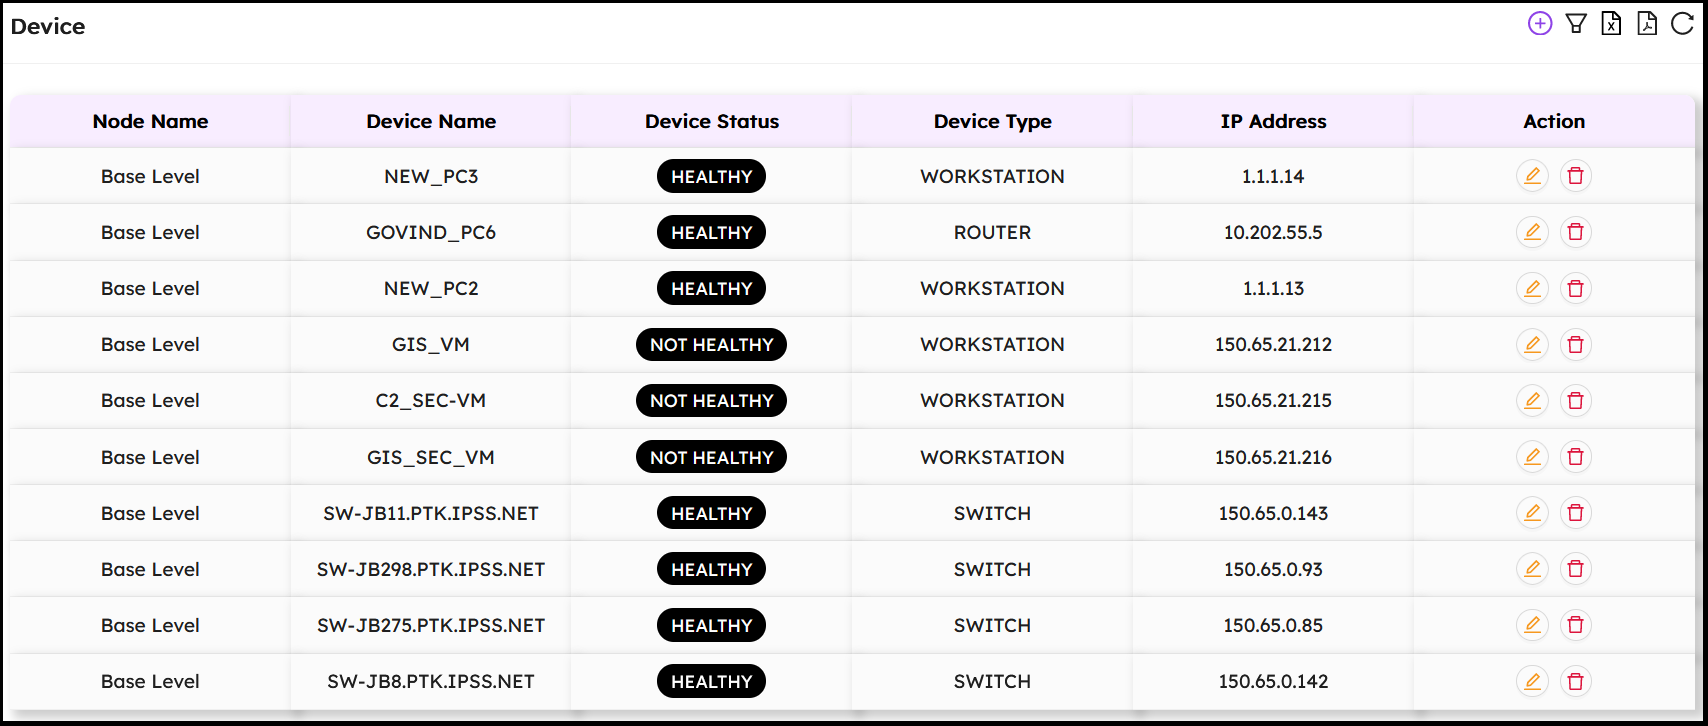 Device
Node Name Device Name Device Status Device Type IP Address Action
Base Level NEW_PC3 HEALTHY WORKSTATION 1.1.1.14
Base Level GOVIND_PC6 HEALTHY ROUTER 10.202.55.5
Base Level NEW_PC2 HEALTHY WORKSTATION 1.1.1.13
Base Level GIS_VM NOT HEALTHY WORKSTATION 150.65.21.212
Base Level C2_SEC-VM NOT HEALTHY WORKSTATION 150.65.21.215
Base Level GIS_SEC_VM NOT HEALTHY WORKSTATION 150.65.21.216
Base Level SW-JB11.PTK.IPSS.NET HEALTHY SWITCH 150.65.0.143
Base Level SW-JB298.PTK.IPSS.NET HEALTHY SWITCH 150.65.0.93
Base Level SW-JB275.PTK.IPSS.NET HEALTHY SWITCH 150.65.0.85
Base Level SW-JB8.PTK.IPSS.NET HEALTHY SWITCH 150.65.0.142